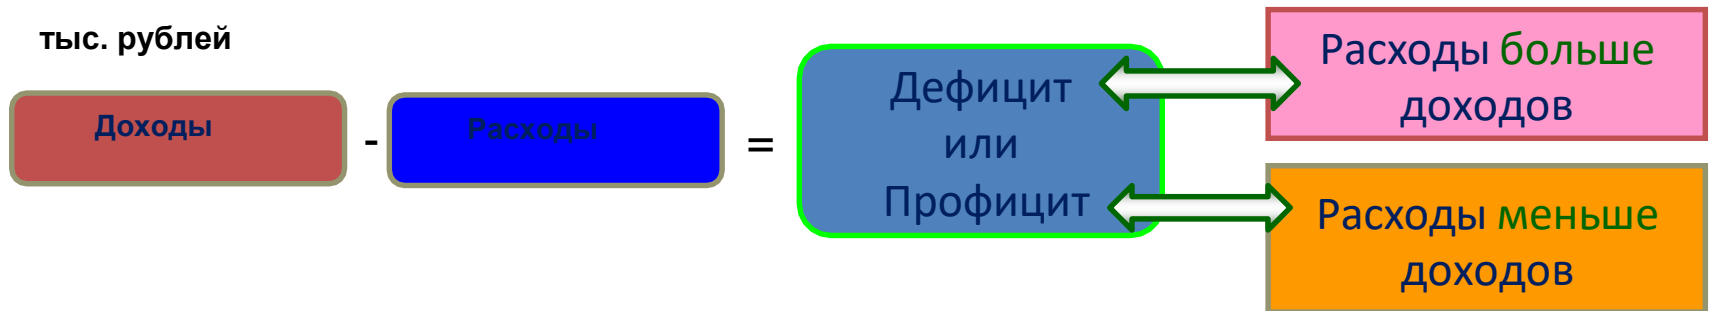 тыс. рублей
Доходы
-
Расходы
=
Дефицит
или
Профицит
Расходы больше
доходов
Расходы меньше
доходов